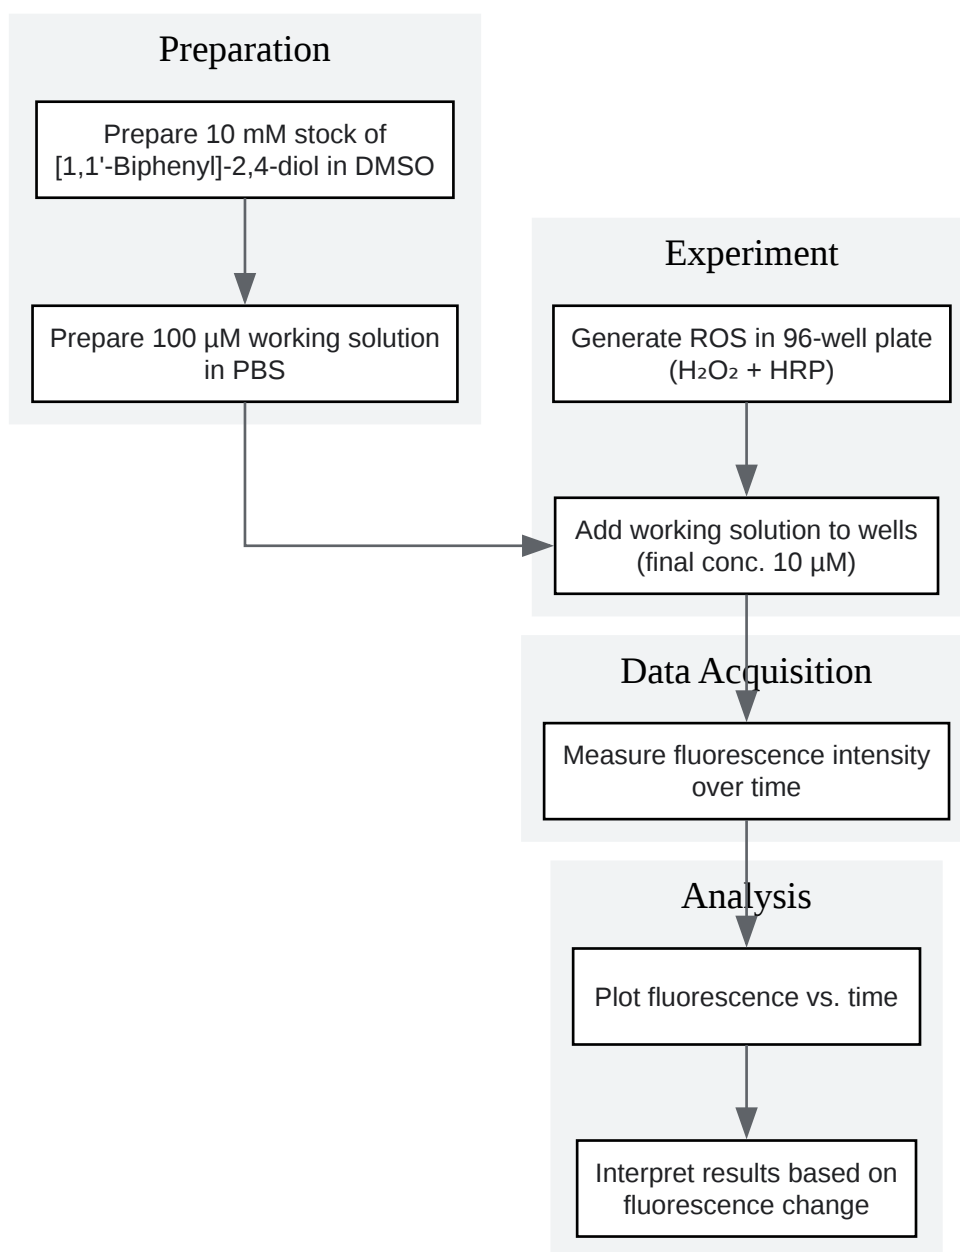 Preparation
Prepare 10 mM stock of
[1,1'-Biphenyl]-2,4-diol in DMSO
Prepare 100 µM working solution
in PBS
Experiment
Generate ROS in 96-well plate
(H₂O₂ + HRP)
Add working solution to wells
(final conc. 10 µM)
Data Acquisition
Measure fluorescence intensity
over time
Analysis
Plot fluorescence vs. time
Interpret results based on
fluorescence change